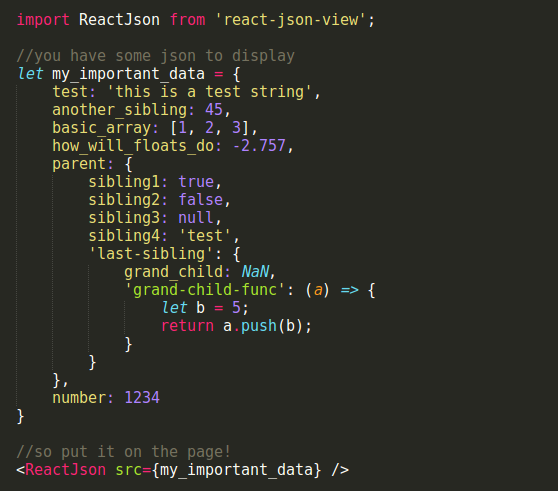 import ReactJson from 'react-json-view';

//you have some json to display
let my_important_data = {
    test: 'this is a test string',
    another_sibling: 45,
    basic_array: [1, 2, 3],
    how_will_floats_do: -2.757,
    parent: {
        sibling1: true,
        sibling2: false,
        sibling3: null,
        sibling4: 'test',
        'last-sibling': {
            grand_child: NaN,
            'grand-child-func': (a) => {
                let b = 5;
                return a.push(b);
            }
        }
    },
    number: 1234
}

//so put it on the page!
<ReactJson src={my_important_data} />